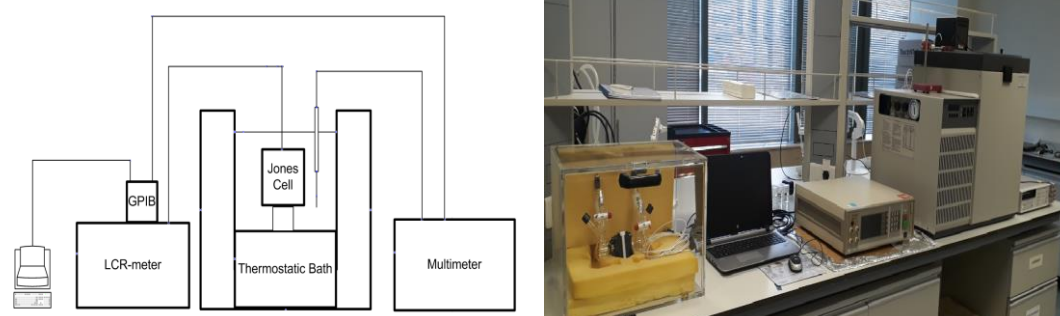 GPIB
LCR-meter
Jones
Cell
Thermostatic Bath
Multimeter